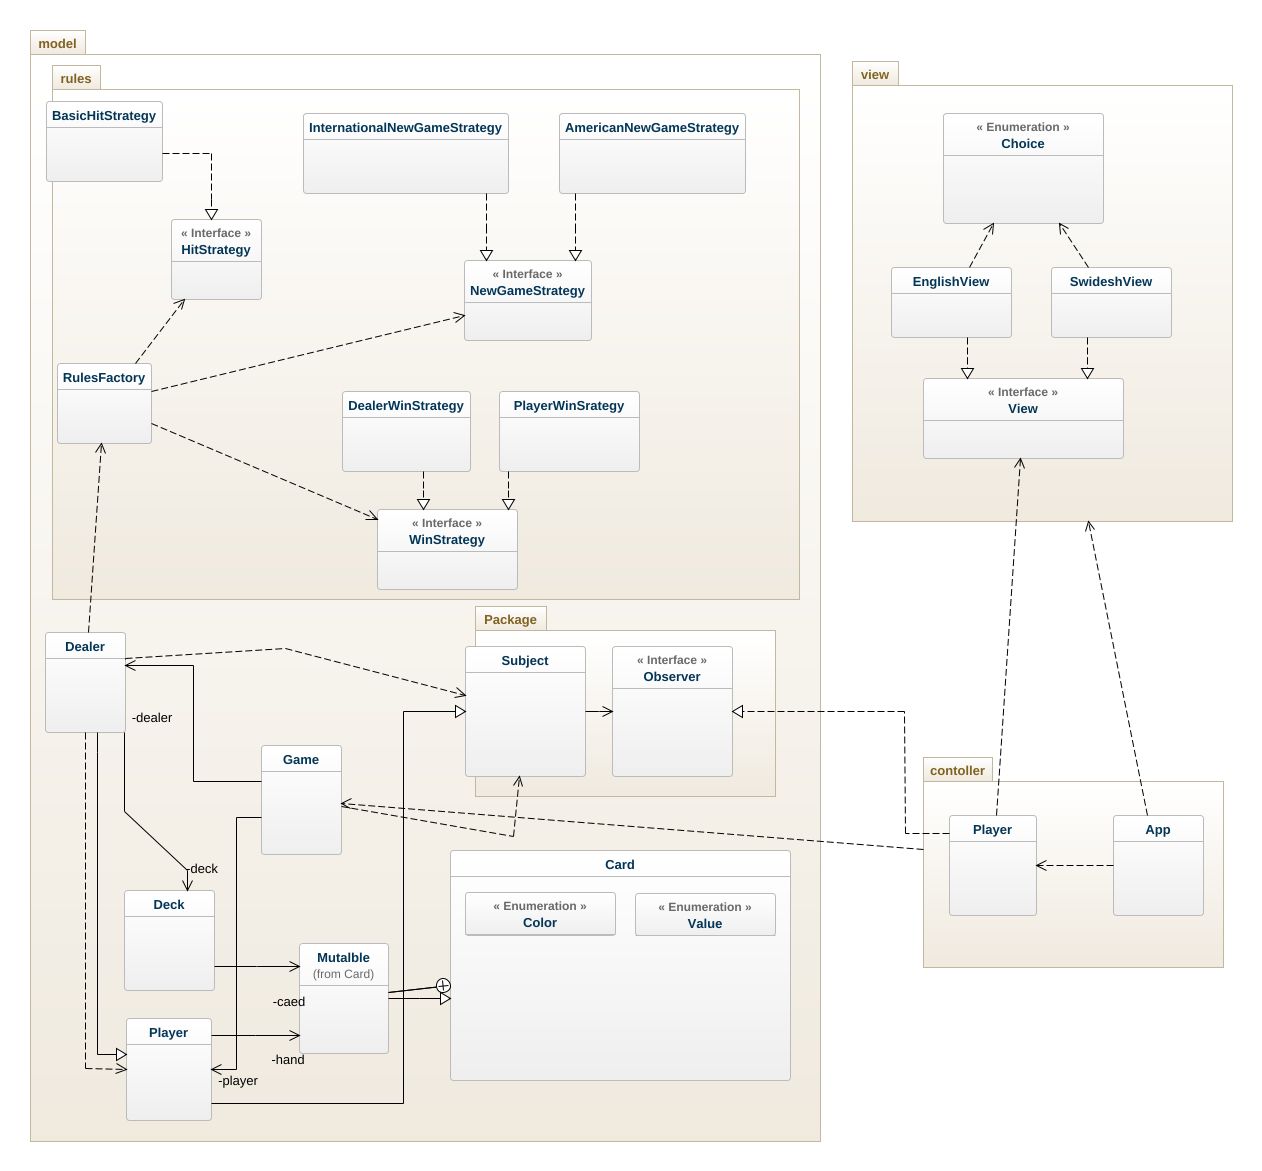 model
rules
BasicHitStrategy
InternationalNewGameStrategy
AmericanNewGameStrategy
« Interface »
HitStrategy
« Interface »
NewGameStrategy
RulesFactory
DealerWinStrategy
PlayerWinSrategy
« Interface »
WinStrategy
Package
Dealer
Subject
« Interface »
Observer
-dealer
Game
-deck
Deck
Card
« Enumeration »
Color
« Enumeration »
Value
Mutalble
(from Card)
-caed
Player
-hand
-player
view
« Enumeration »
Choice
EnglishView
SwideshView
« Interface »
View
contoller
Player
App